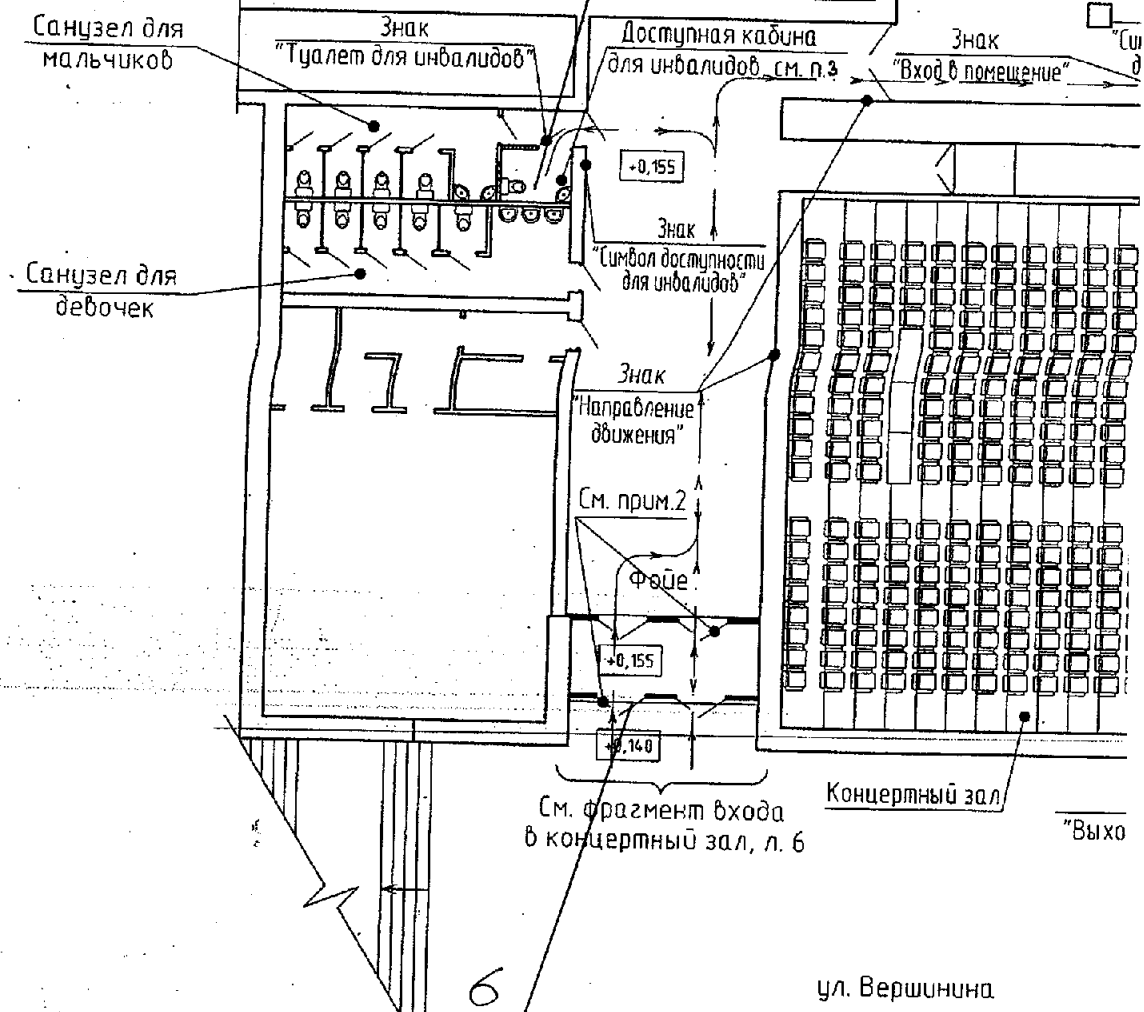 Санузел для
мальчиков
Знак
"Туалет для инвалидов"
Доступная кабина
для инвалидов, см. п.3
Знак
"Вход в помещение"
+0,155
Знак
"Символ доступности
для инвалидов"
Санузел для
девочек
Знак
"Направление
движения"
См. прим.2
Фойе
+0,155
+0,140
См. фрагмент входа
в концертный зал, л. 6
Концертный зал
"Выхо
6
ул. Вершинина